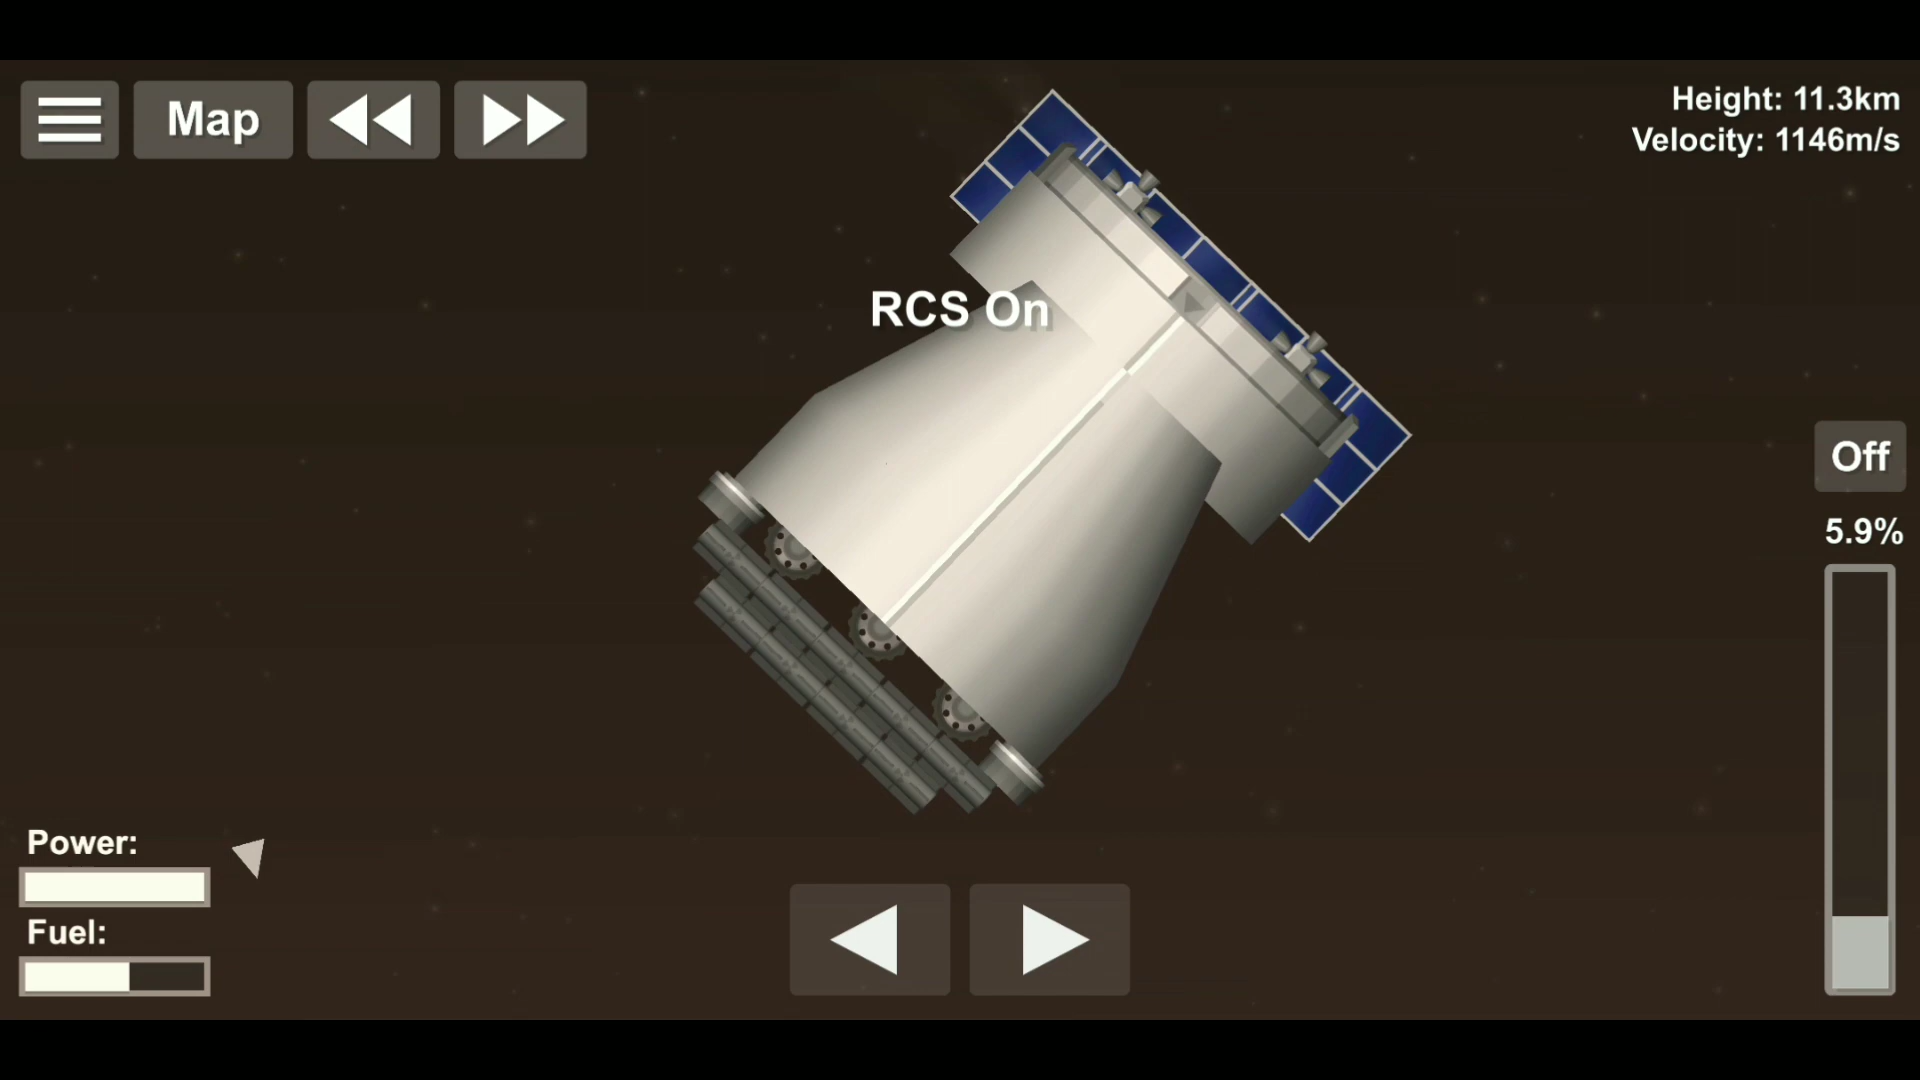 Map
Height: 11.3km
Velocity: 1146m/s
RCS On
Off
5.9%
Power:
Fuel: